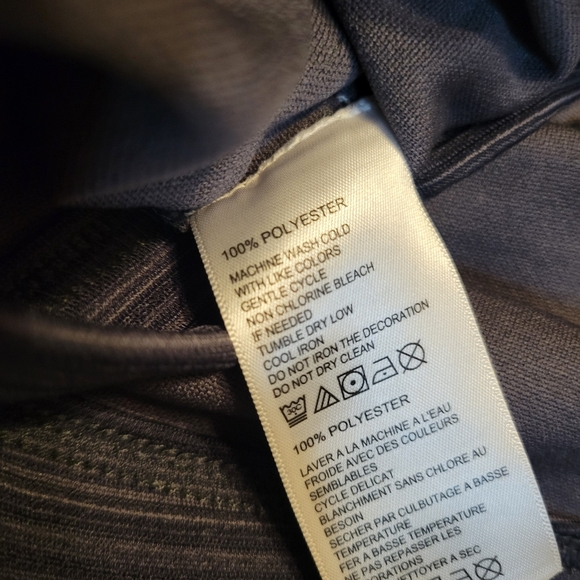 100% POLYESTER
MACHINE WASH COLD
WITH LIKE COLORS
GENTLE CYCLE
NON CHLORINE BLEACH
IF NEEDED
TUMBLE DRY LOW
COOL IRON
DO NOT IRON THE DECORATION
DO NOT DRY CLEAN
100% POLYESTER
LAVER A LA MACHINE A L'EAU
FROIDE AVEC DES COULEURS
SEMBLABLES
CYCLE DELICAT
BLANCHIMENT SANS CHLORE AU
BESOIN
SECHER PAR CULBUTAGE A BASSE
TEMPERATURE
FER A BASSE TEMPERATURE
NE PAS REPASSER LES
ORATIONS
ETTOYER A SEC